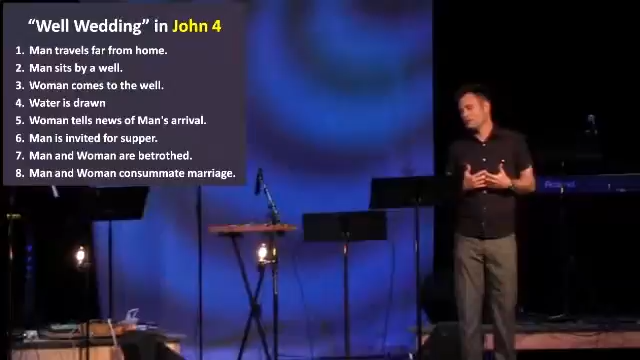 “Well Wedding” in John 4
1. Man travels far from home.
2. Man sits by a well.
3. Woman comes to the well.
4. Water is drawn
5. Woman tells news of Man's arrival.
6. Man is invited for supper.
7. Man and Woman are betrothed.
8. Man and Woman consummate marriage.
Roland